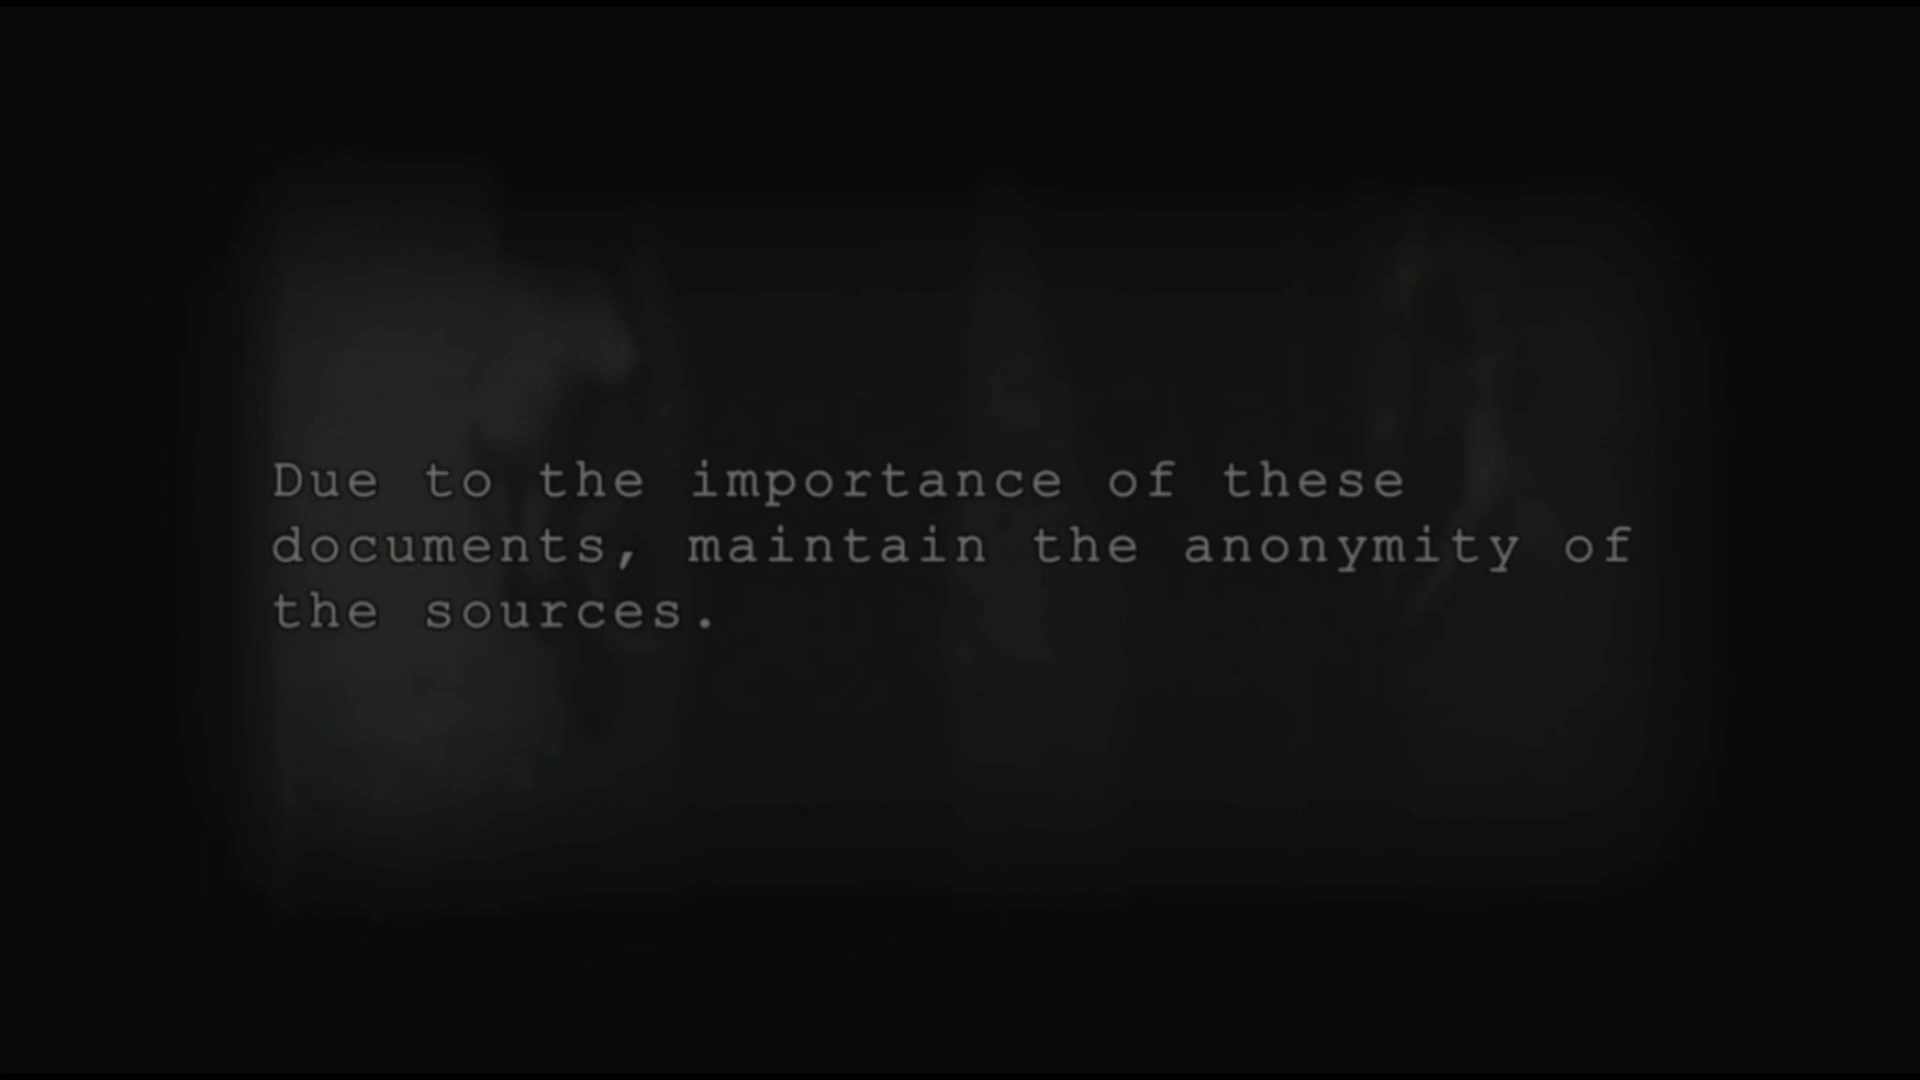 Due to the importance of these
documents, maintain the anonymity of
the sources.